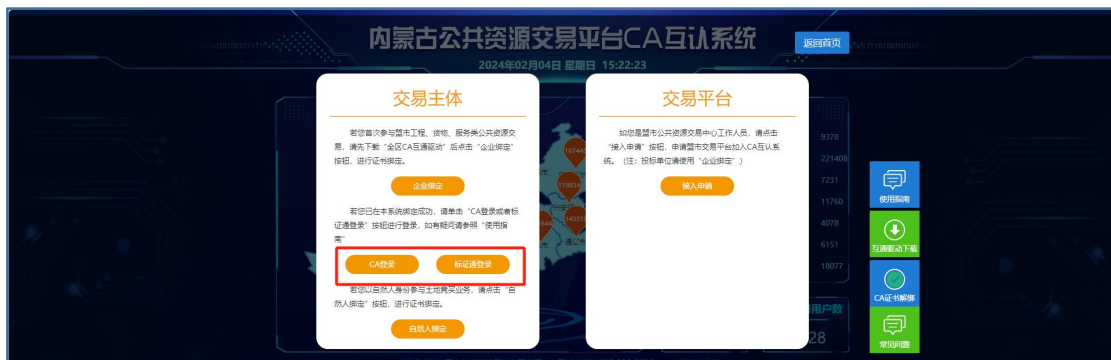 内蒙古公共资源交易平台CA互认系统
返回首页
2024年02月04日 星期日 15:22:23
交易主体
若您首次参与盟市工程、货物、服务类公共资源交
易，请先下载“全区CA互通驱动”后点击“企业绑定”
按钮，进行证书绑定。
企业绑定
若您已在本系统绑定成功，请单击“CA登录或者标
证通登录”按钮进行登录，如有疑问请参照“使用指
南”
CA登录
标证通登录
若您以自然人身份参与土地竞买业务，请点击“自
然人绑定”按钮，进行证书绑定。
自然人绑定
交易平台
如您是盟市公共资源交易中心工作人员，请点击
“接入申请”按钮，申请盟市交易平台加入CA互认系
统。（注：投标单位请使用“企业绑定”）
接入申请
9378
221408
7231
11760
4078
6151
18077
用户数
28
使用指南
互通驱动下载
CA证书解绑
常见问题